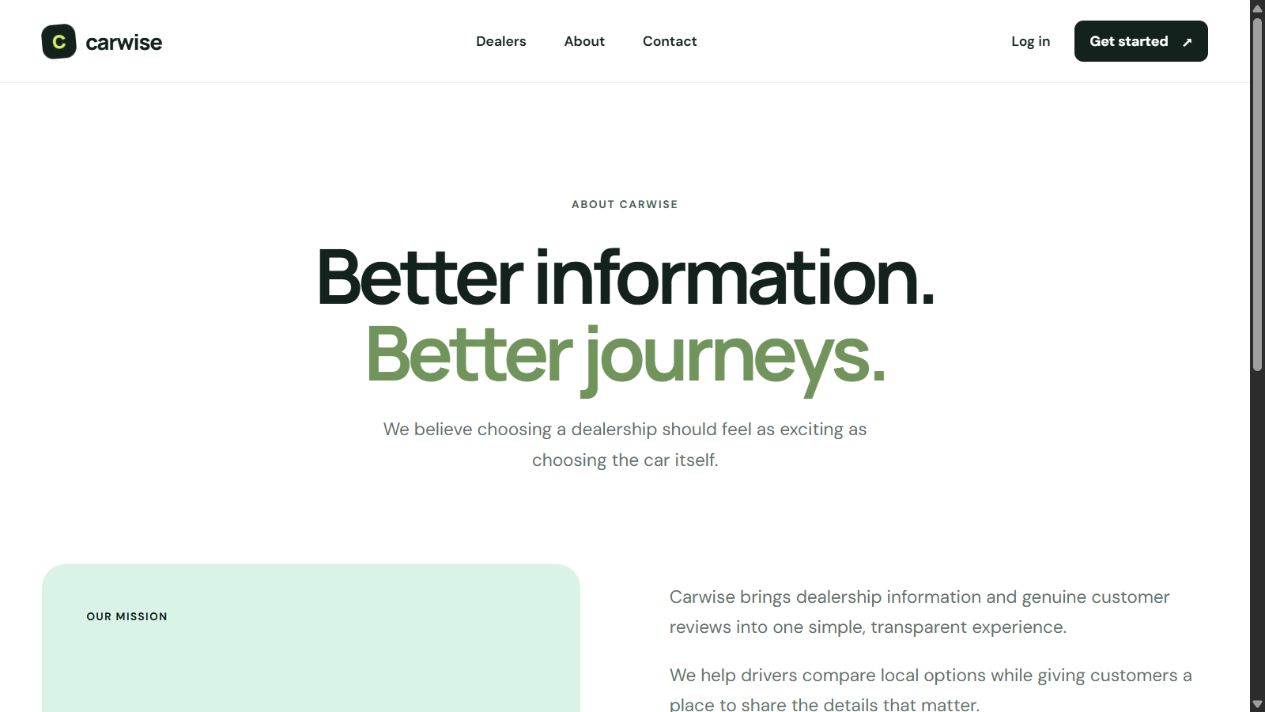 C carwise
Dealers About Contact
Log in Get started ↗
ABOUT CARWISE
Better information.
Better journeys.
We believe choosing a dealership should feel as exciting as
choosing the car itself.
OUR MISSION
Carwise brings dealership information and genuine customer
reviews into one simple, transparent experience.
We help drivers compare local options while giving customers a
place to share the details that matter.